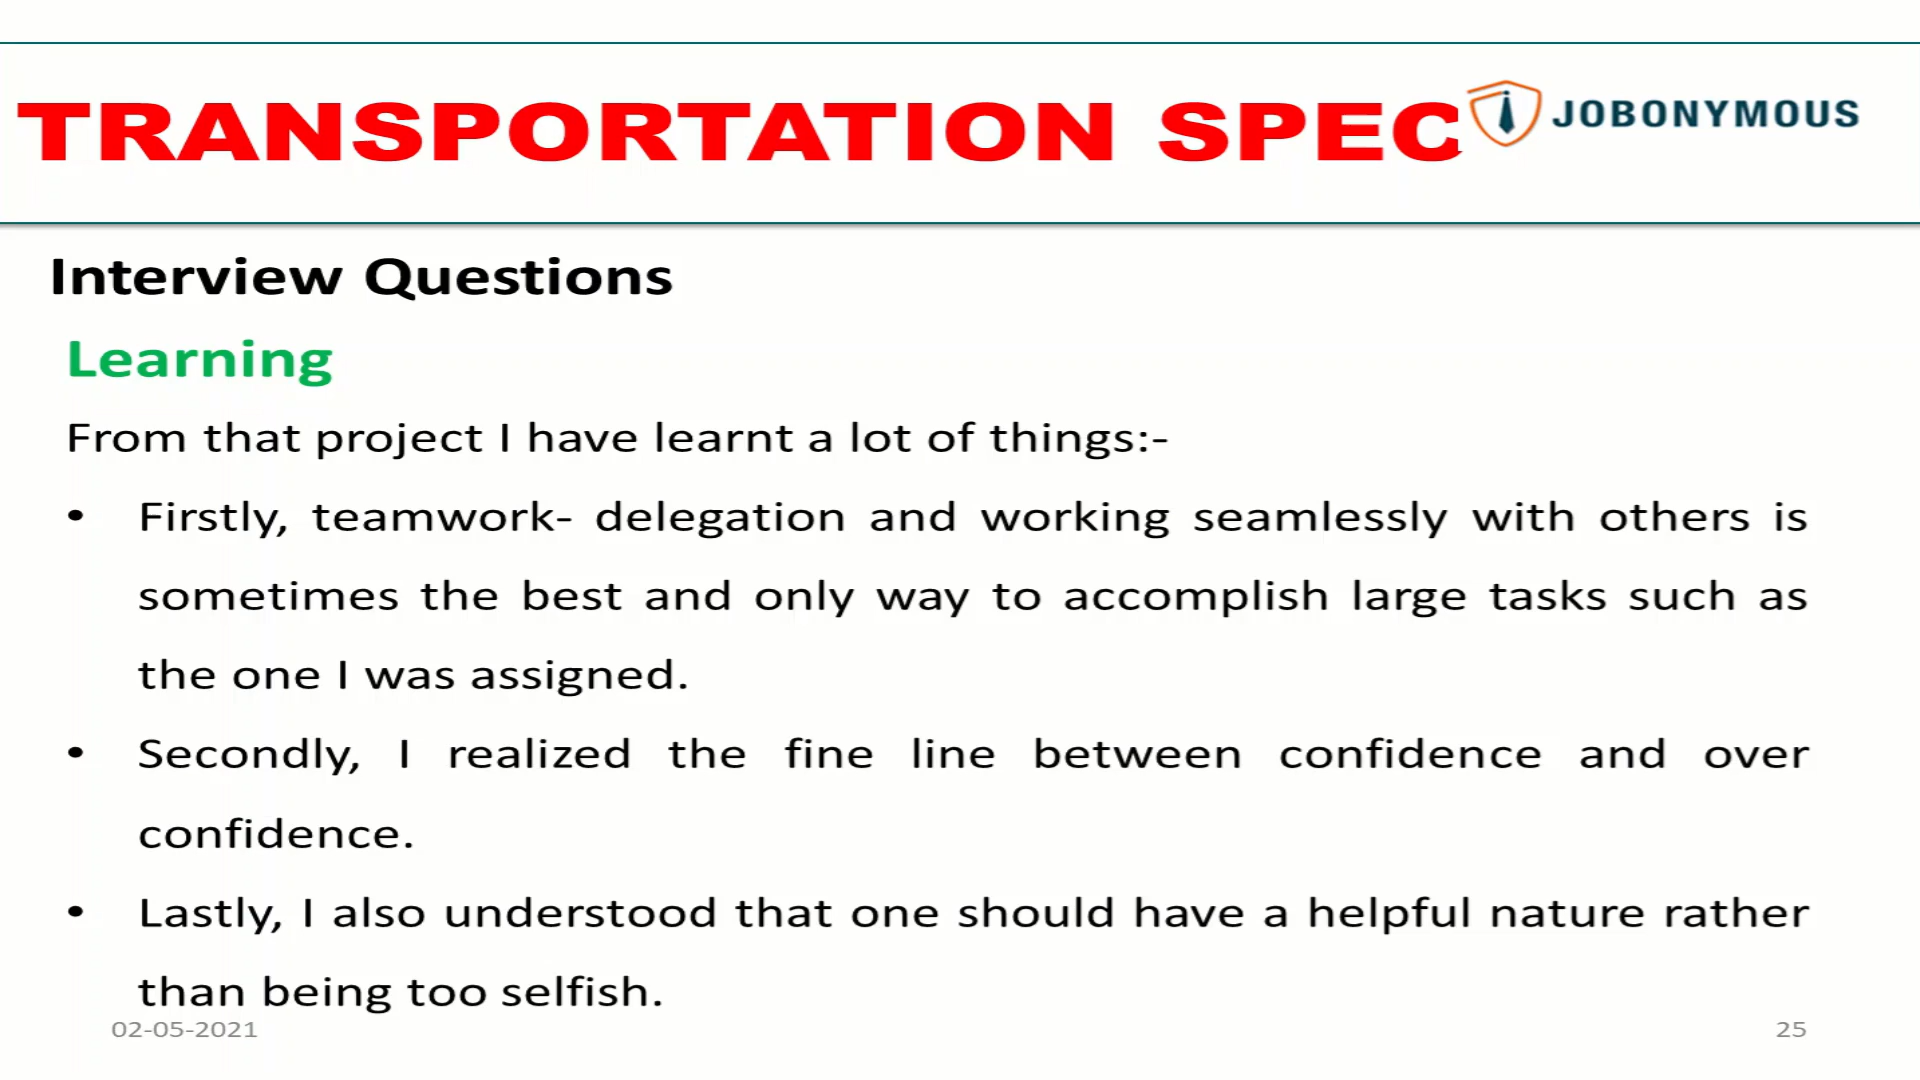 TRANSPORTATION SPEC
JOBONYMOUS
Interview Questions
Learning
From that project I have learnt a lot of things:-
• Firstly, teamwork- delegation and working seamlessly with others is
sometimes the best and only way to accomplish large tasks such as
the one I was assigned.
• Secondly, I realized the fine line between confidence and over
confidence.
• Lastly, I also understood that one should have a helpful nature rather
than being too selfish.
02-05-2021
25